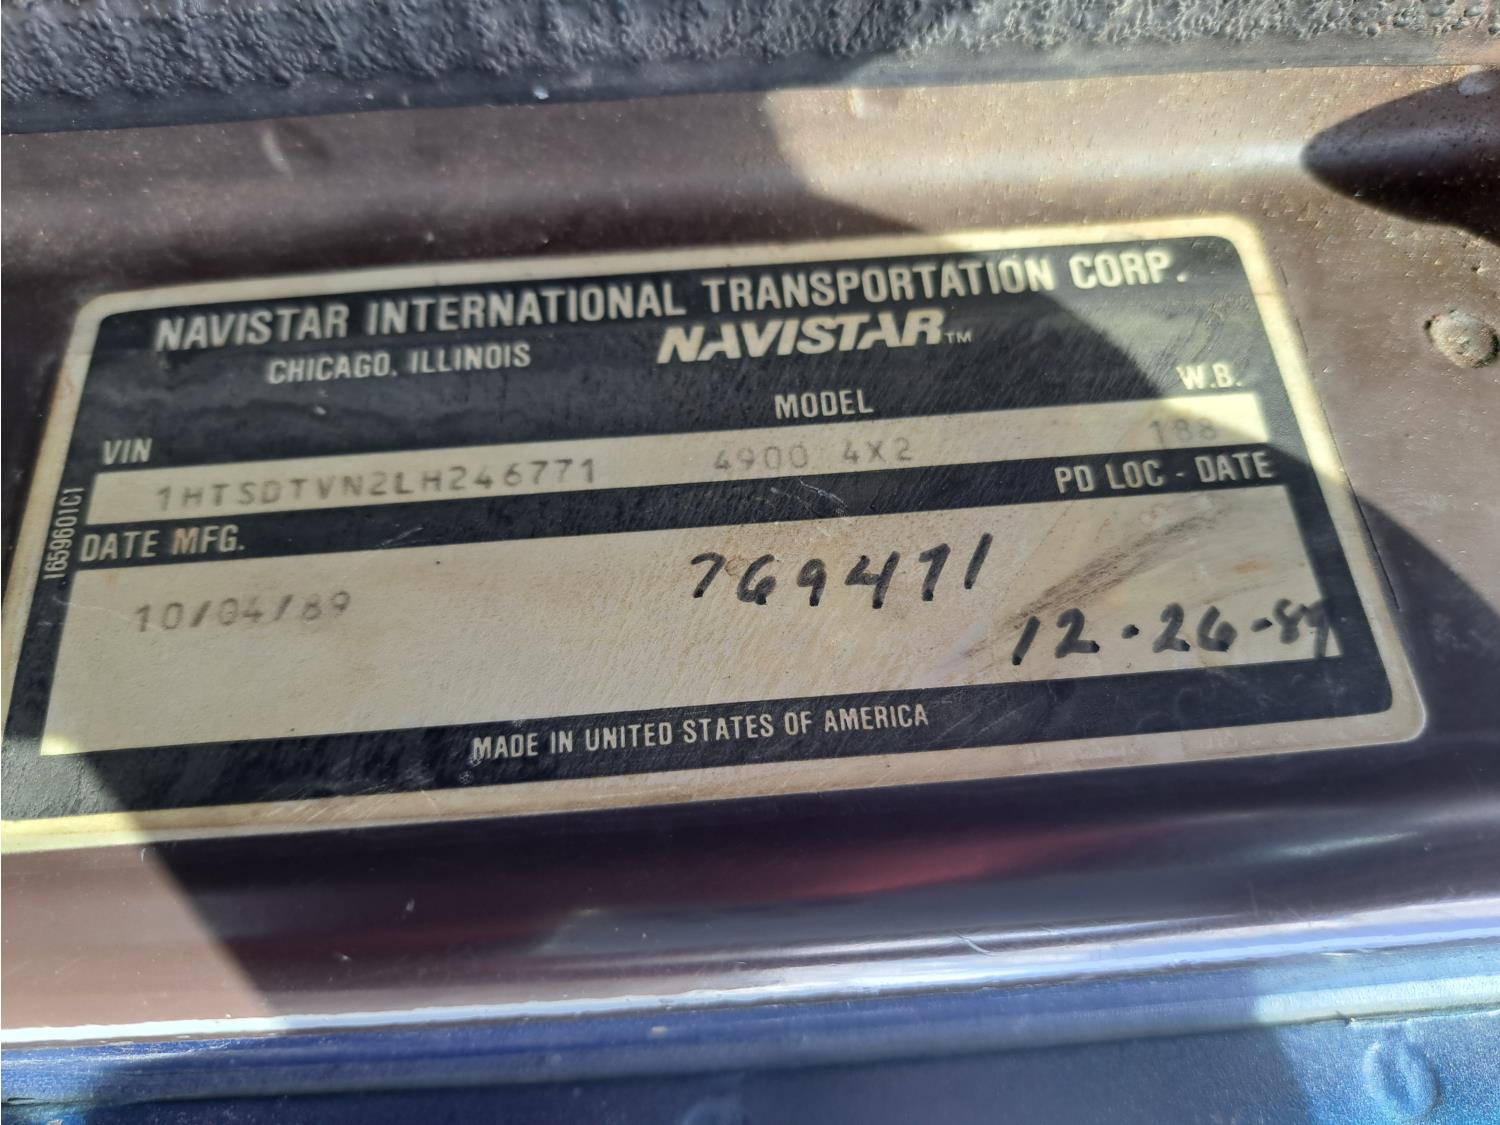 NAVISTAR INTERNATIONAL TRANSPORTATION CORP.
CHICAGO, ILLINOIS NAVISTAR™
VIN MODEL W.B.
1HTSDTVN2LH246771 4900 4X2 188
DATE MFG. PD LOC - DATE
10/04/89 769471
12-26-89
MADE IN UNITED STATES OF AMERICA
1659601C1